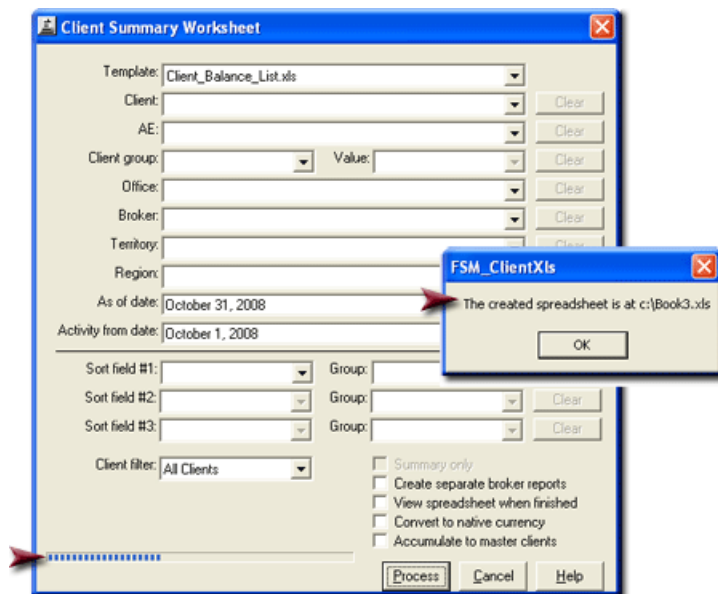 Client Summary Worksheet
Template: Client_Balance_List.xls
Client: Clear
AE: Clear
Client group: Value: Clear
Office: Clear
Broker: Clear
Territory: Clear
Region:
FSM_ClientXls
The created spreadsheet is at c:\Book3.xls
OK
As of date: October 31, 2008
Activity from date: October 1, 2008
Sort field #1: Group:
Sort field #2: Group: Clear
Sort field #3: Group: Clear
Client filter: All Clients
Summary only
Create separate broker reports
View spreadsheet when finished
Convert to native currency
Accumulate to master clients
Process Cancel Help